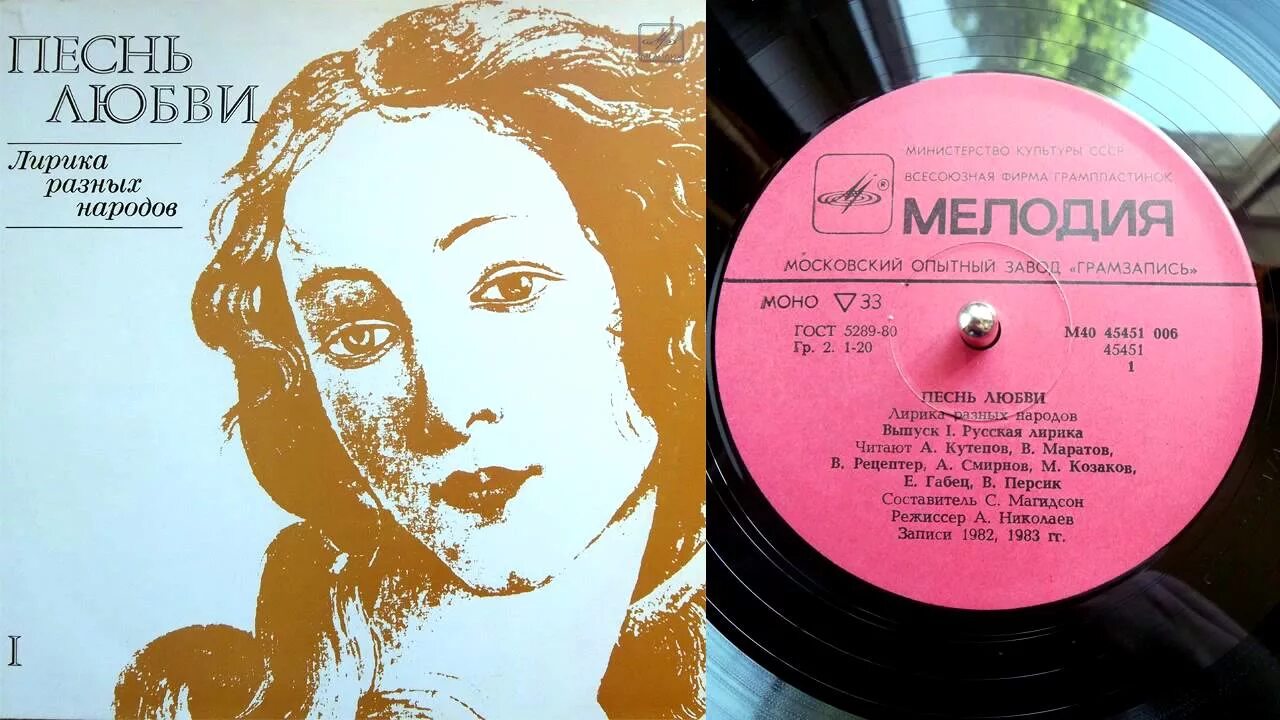 ПЕСНЬ
ЛЮБВИ
Лирика
разных
народов
I
МИНИСТЕРСТВО КУЛЬТУРЫ СССР
ВСЕСОЮЗНАЯ ФИРМА ГРАМПЛАСТИНОК
®
МЕЛОДИЯ
МОСКОВСКИЙ ОПЫТНЫЙ ЗАВОД «ГРАМЗАПИСЬ»
МОНО ▽ 33
ГОСТ 5289-80
Гр. 2. 1-20
М40 45451 006
45451
1
ПЕСНЬ ЛЮБВИ
Лирика разных народов
Выпуск I. Русская лирика
Читают А. Кутепов, В. Маратов,
В. Рецептер, А. Смирнов, М. Козаков,
Е. Габец, В. Персик
Составитель С. Магидсон
Режиссер А. Николаев
Записи 1982, 1983 гг.